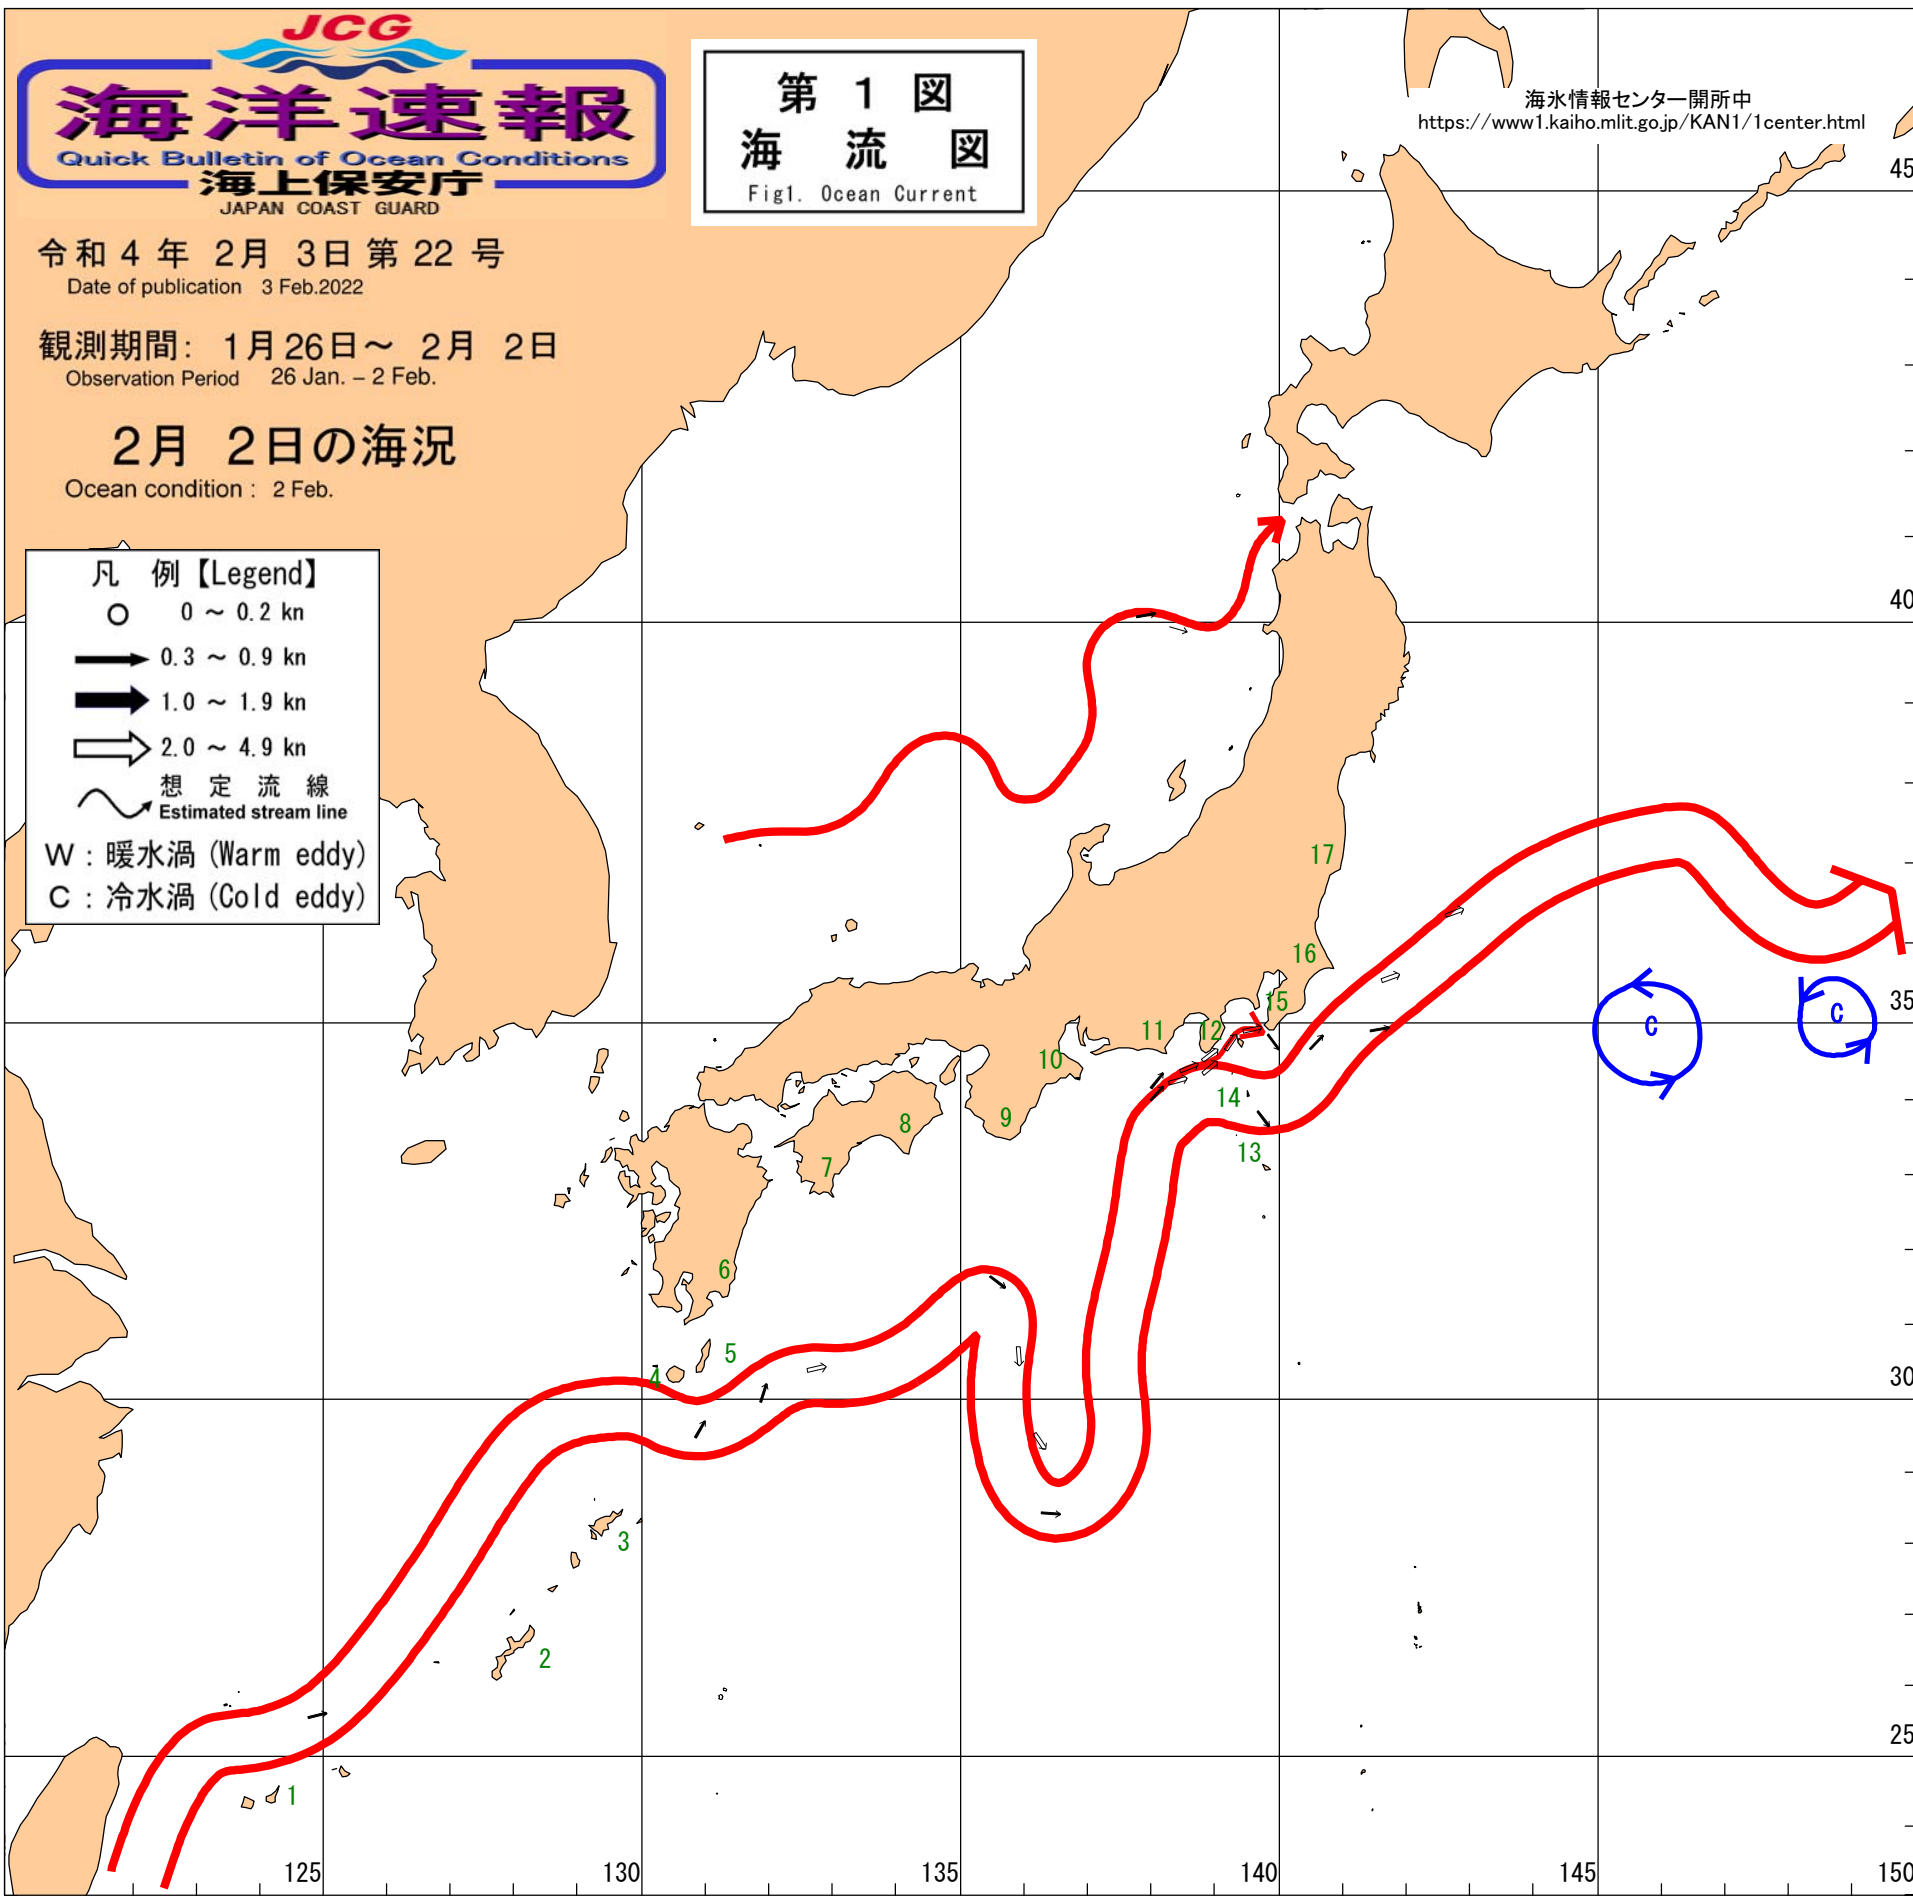 JCG
海洋速報
Quick Bulletin of Ocean Conditions
海上保安庁
JAPAN COAST GUARD
第 1 図
海 流 図
Fig1. Ocean Current
海氷情報センター開所中
https://www1.kaiho.mlit.go.jp/KAN1/1center.html
令和 4 年 2月 3日 第 22 号
Date of publication 3 Feb.2022
観測期間: 1月26日～ 2月 2日
Observation Period 26 Jan. – 2 Feb.
2月 2日の海況
Ocean condition : 2 Feb.
凡 例【Legend】
0 ～ 0.2 kn
0.3 ～ 0.9 kn
1.0 ～ 1.9 kn
2.0 ～ 4.9 kn
想 定 流 線
Estimated stream line
W : 暖水渦 (Warm eddy)
C : 冷水渦 (Cold eddy)
45
40
35
30
25
17
16
15
12
11
10
14
13
9
8
7
6
5
4
3
2
1
C
C
125
130
135
140
145
150